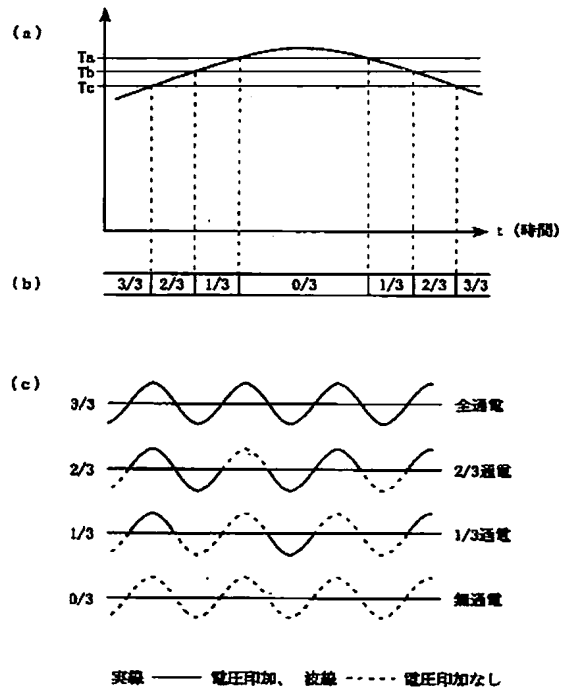 (a)
Ta
Tb
Tc
t (時間)
(b)
3/3 2/3 1/3 0/3 1/3 2/3 3/3
(c)
3/3 全通電
2/3 2/3通電
1/3 1/3通電
0/3 無通電
実線 電圧印加、 波線 電圧印加なし